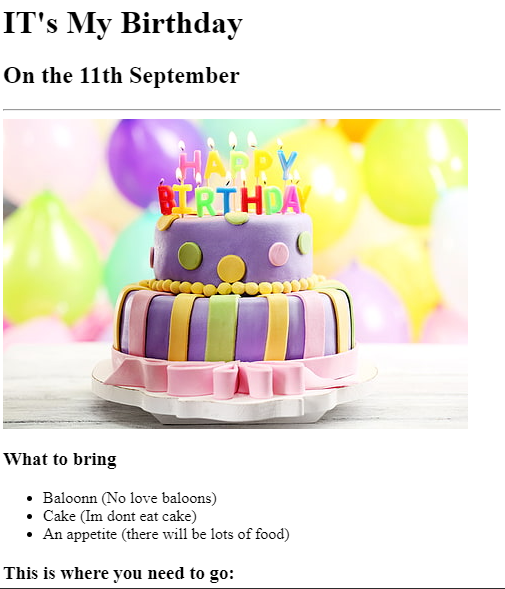 IT's My Birthday
On the 11th September
HAPPY
BIRTHDAY
What to bring
Baloonn (No love baloons)
Cake (Im dont eat cake)
An appetite (there will be lots of food)
This is where you need to go: